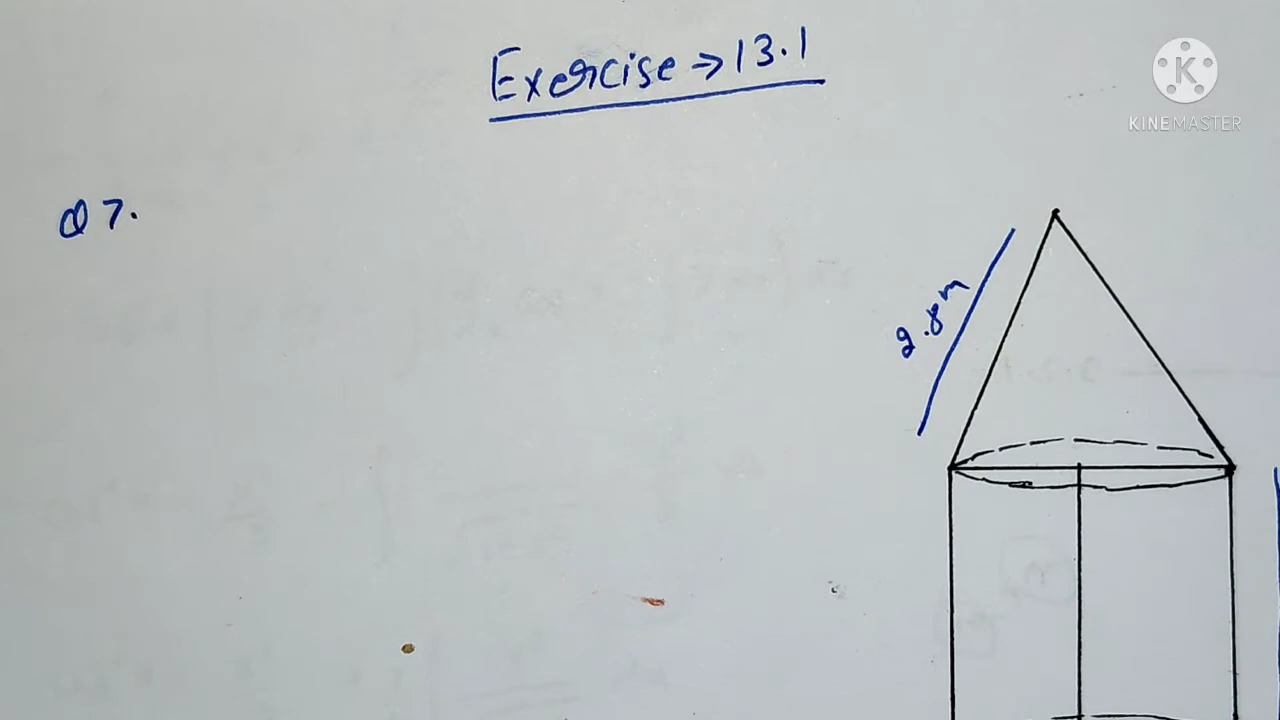 Exercise → 13.1
K
KINEMASTER
Q 7.
2.8m